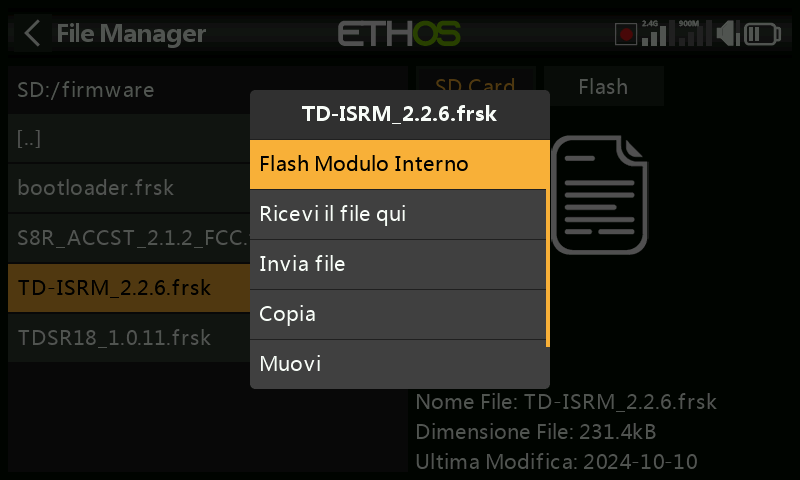 File Manager
ETHOS
2.4G
900M
SD:/firmware
SD Card
Flash
[..]
bootloader.frsk
S8R_ACCST_2.1.2_FCC.
TD-ISRM_2.2.6.frsk
TDSR18_1.0.11.frsk
TD-ISRM_2.2.6.frsk
Flash Modulo Interno
Ricevi il file qui
Invia file
Copia
Muovi
Nome File: TD-ISRM_2.2.6.frsk
Dimensione File: 231.4kB
Ultima Modifica: 2024-10-10